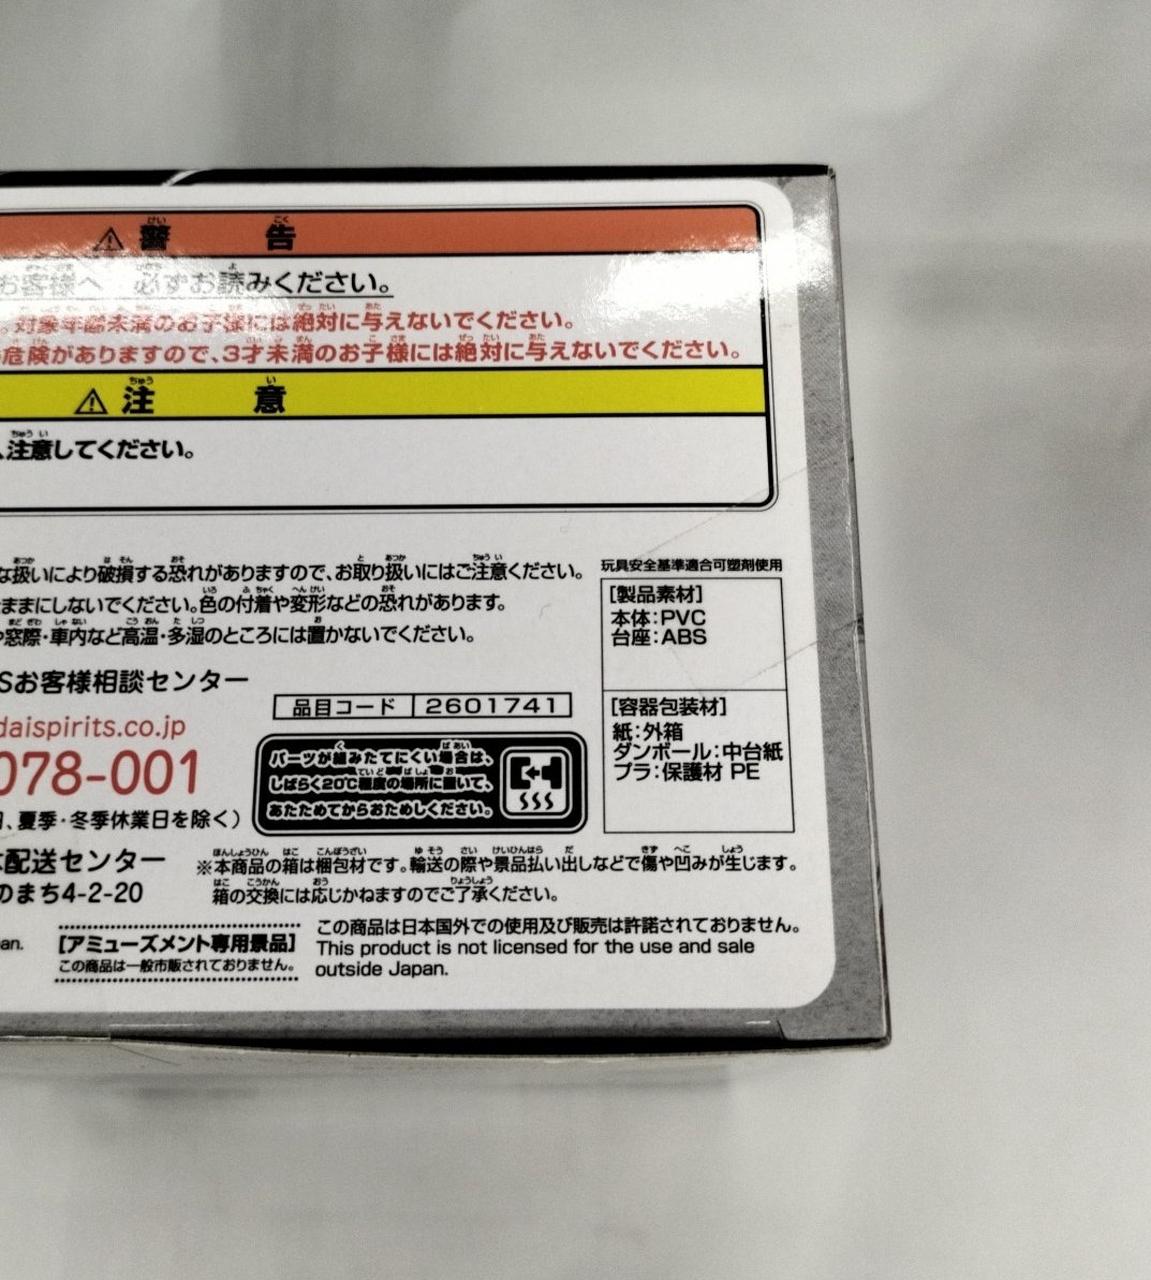 ⚠ 警告
お客様へ 必ずお読みください。
。対象年齢未満のお子様には絶対に与えないでください。
危険がありますので、3才未満のお子様には絶対に与えないでください。
⚠ 注意
、注意してください。
な扱いにより破損する恐れがありますので、お取り扱いにはご注意ください。
ままにしないでください。色の付着や変形などの恐れがあります。
や窓際・車内など高温・多湿のところには置かないでください。
玩具安全基準適合可塑剤使用
[製品素材]
本体:PVC
台座:ABS
[容器包装材]
紙:外箱
ダンボール:中台紙
プラ:保護材 PE
Sお客様相談センター
daispirits.co.jp
078-001
、夏季・冬季休業日を除く)
品目コード 2601741
パーツが組みたてにくい場合は、
しばらく20℃程度の場所に置いて、
あたためてからおためしください。
配送センター
のまち4-2-20
※本商品の箱は梱包材です。輸送の際や景品払い出しなどで傷や凹みが生じます。
箱の交換には応じかねますのでご了承ください。
an.
[アミューズメント専用景品]
この商品は一般市販されておりません。
この商品は日本国外での使用及び販売は許諾されておりません。
This product is not licensed for the use and sale
outside Japan.